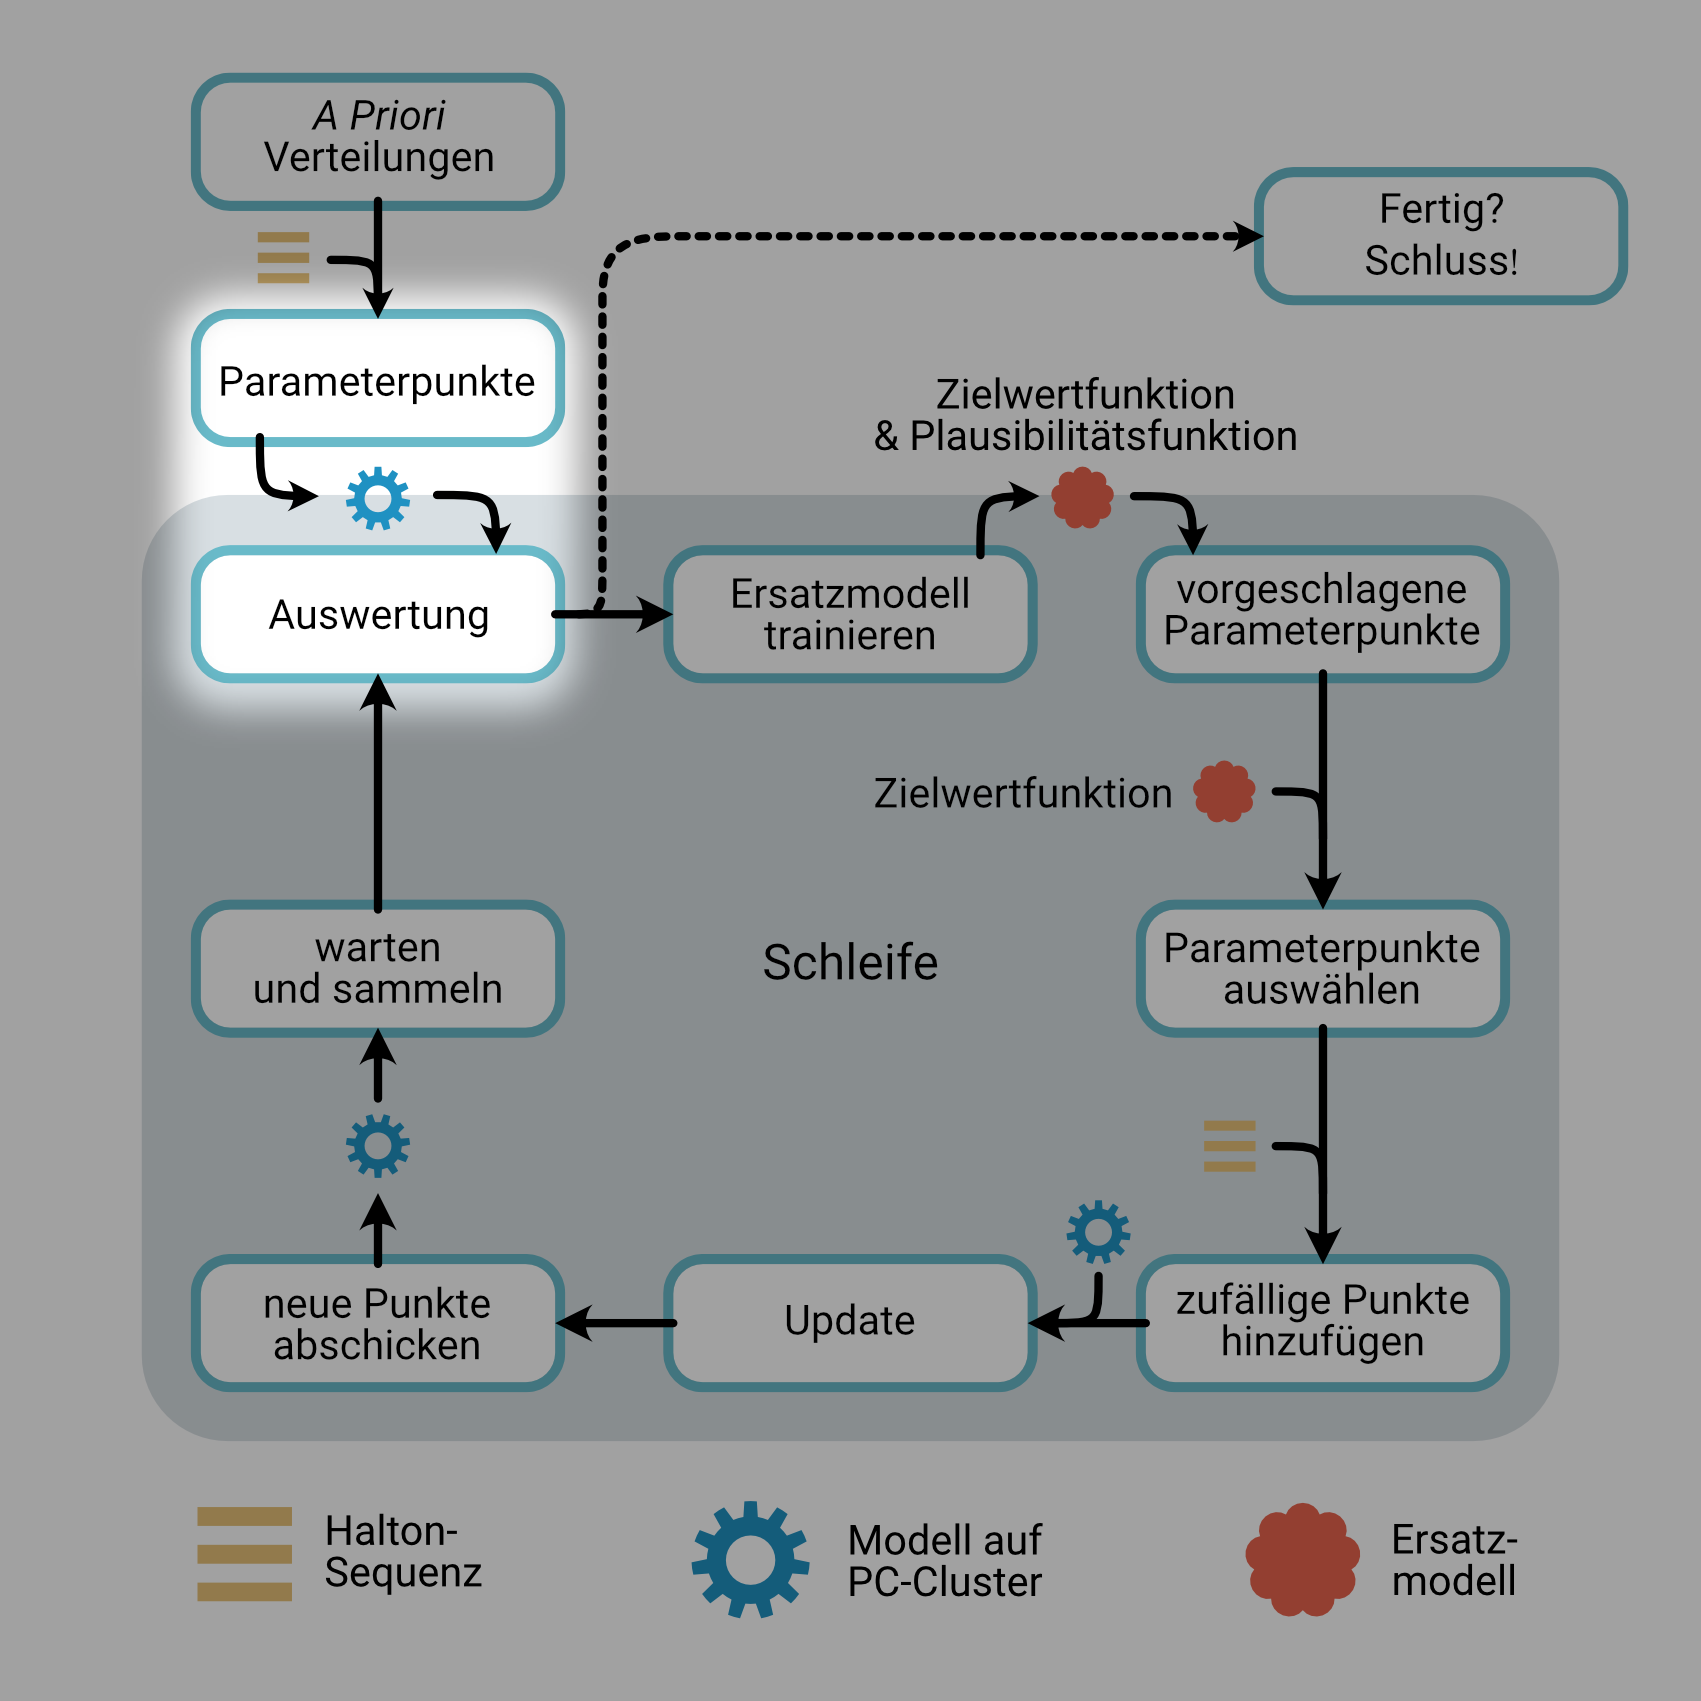 A Priori
Verteilungen
Fertig?
Schluss!
Parameterpunkte
Zielwertfunktion
& Plausibilitätsfunktion
Auswertung
Ersatzmodell
trainieren
vorgeschlagene
Parameterpunkte
Zielwertfunktion
warten
und sammeln
Schleife
Parameterpunkte
auswählen
neue Punkte
abschicken
Update
zufällige Punkte
hinzufügen
Halton-
Sequenz
Modell auf
PC-Cluster
Ersatz-
modell